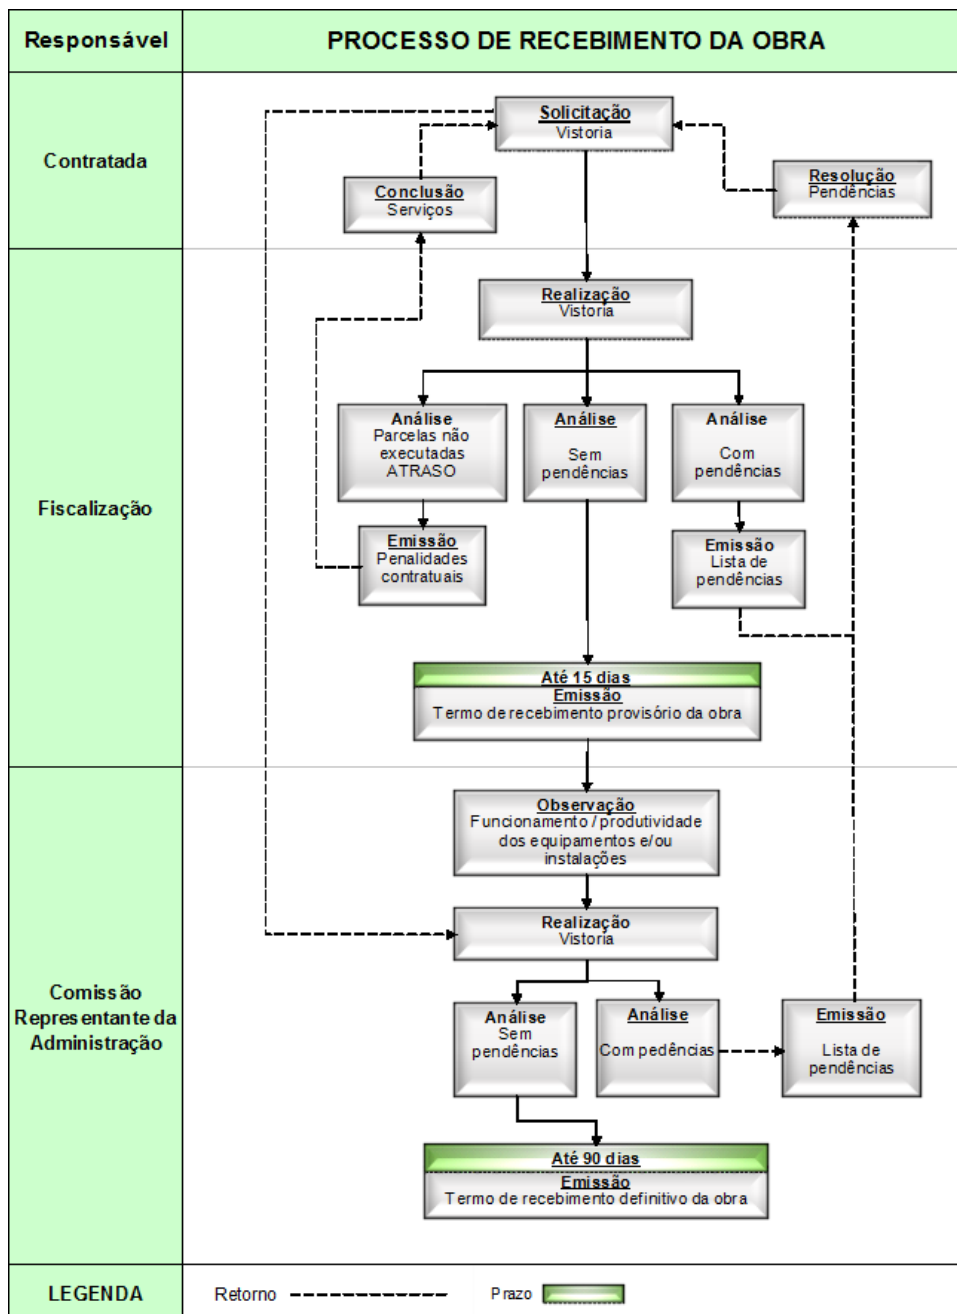 Responsável
PROCESSO DE RECEBIMENTO DA OBRA
Contratada
Solicitação
Vistoria
Conclusão
Serviços
Resolução
Pendências
Fiscalização
Realização
Vistoria
Análise
Parcelas não
executadas
ATRASO
Análise
Sem
pendências
Análise
Com
pendências
Emissão
Penalidades
contratuais
Emissão
Lista de
pendências
Até 15 dias
Emissão
Termo de recebimento provisório da obra
Comissão
Representante da
Administração
Observação
Funcionamento / produtividade
dos equipamentos e/ou
instalações
Realização
Vistoria
Análise
Sem
pendências
Análise
Com pedências
Emissão
Lista de
pendências
Até 90 dias
Emissão
Termo de recebimento definitivo da obra
LEGENDA
Retorno
Prazo